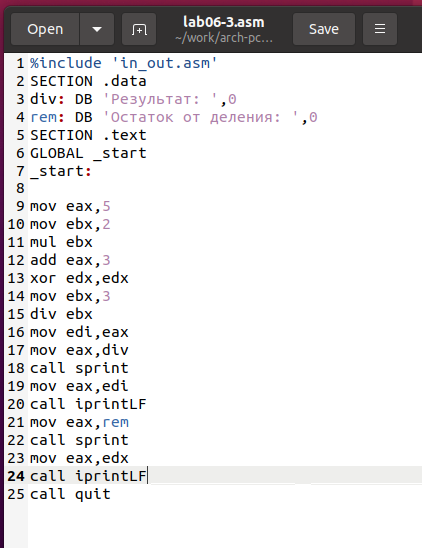 Open
lab06-3.asm
~/work/arch-pc...
Save
1 %include 'in_out.asm'
2 SECTION .data
3 div: DB 'Результат: ',0
4 rem: DB 'Остаток от деления: ',0
5 SECTION .text
6 GLOBAL _start
7 _start:
8
9 mov eax,5
10 mov ebx,2
11 mul ebx
12 add eax,3
13 xor edx,edx
14 mov ebx,3
15 div ebx
16 mov edi,eax
17 mov eax,div
18 call sprint
19 mov eax,edi
20 call iprintLF
21 mov eax,rem
22 call sprint
23 mov eax,edx
24 call iprintLF
25 call quit